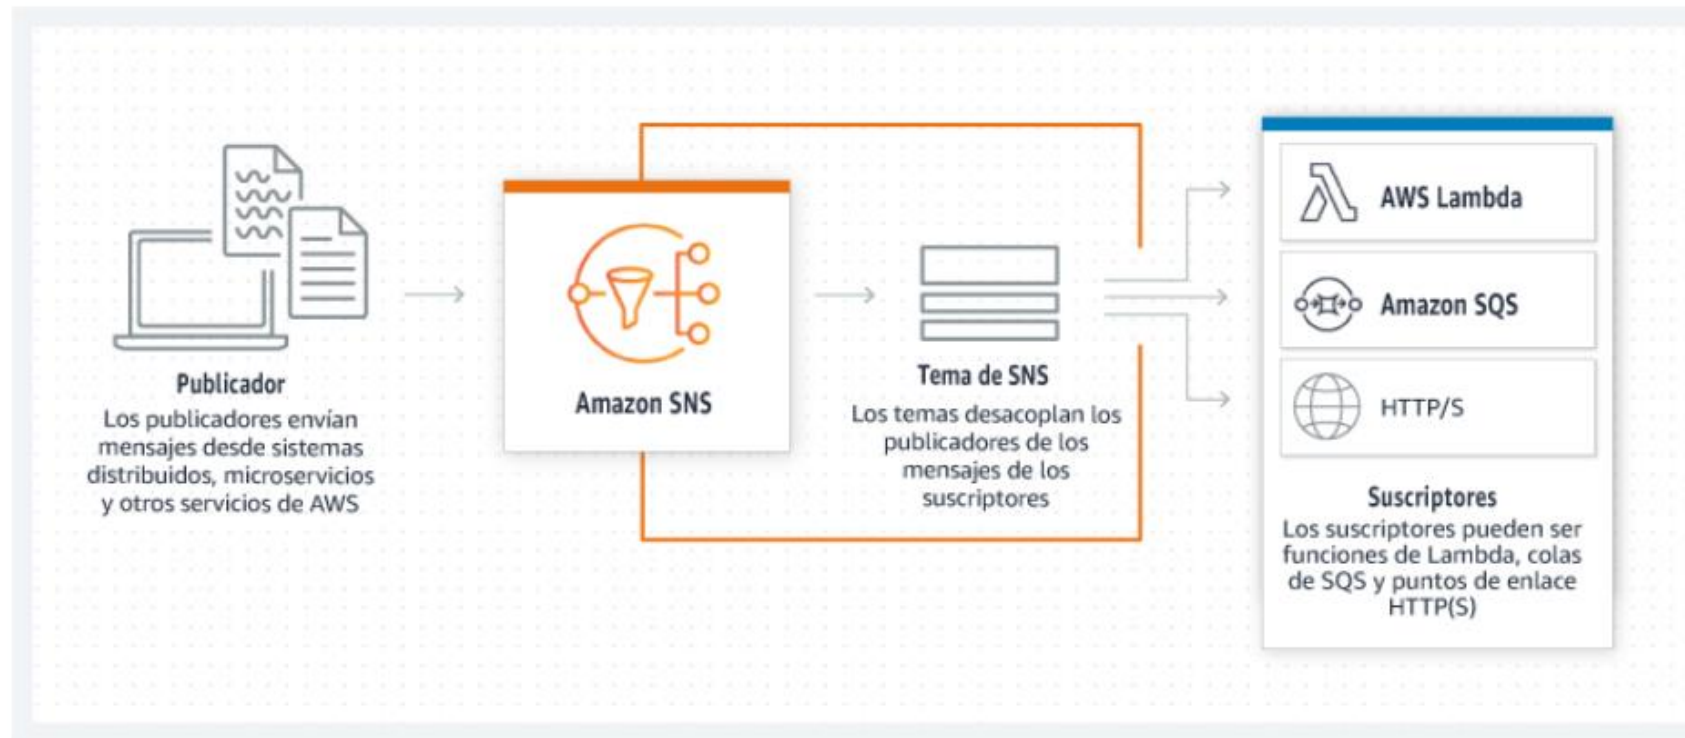 Publicador
Los publicadores envían
mensajes desde sistemas
distribuidos, microservicios
y otros servicios de AWS
Amazon SNS
Tema de SNS
Los temas desacoplan los
publicadores de los
mensajes de los
suscriptores
AWS Lambda
Amazon SQS
HTTP/S
Suscriptores
Los suscriptores pueden ser
funciones de Lambda, colas
de SQS y puntos de enlace
HTTP(S)